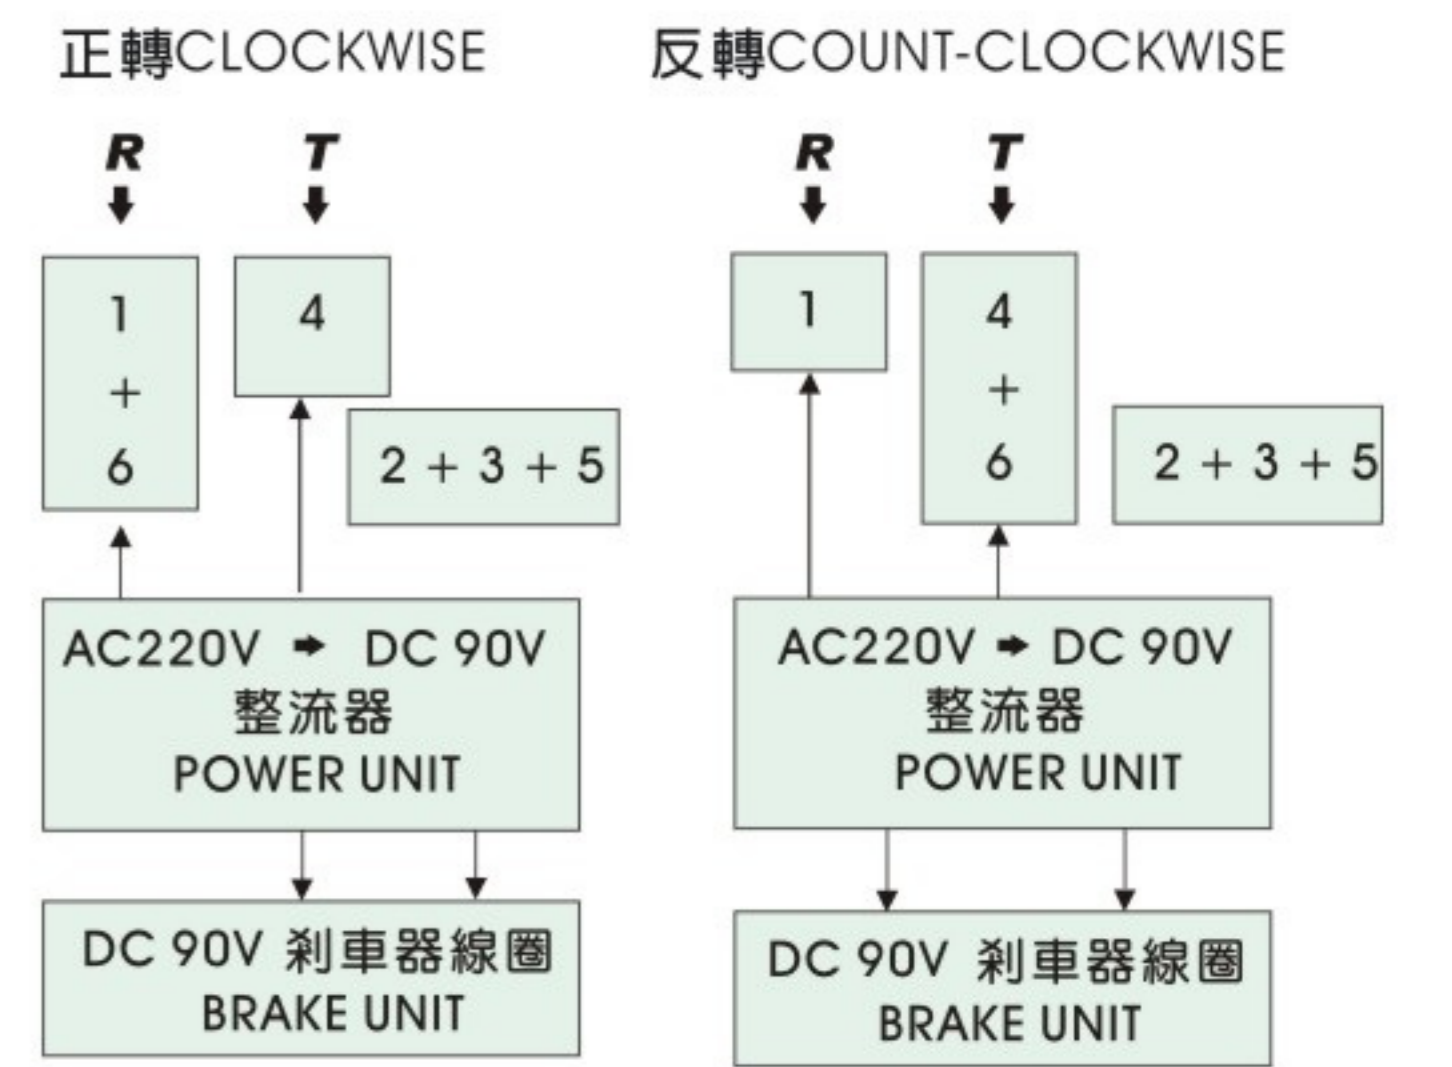 正轉CLOCKWISE
R T
1
+
6
4
2 + 3 + 5
AC220V ➡ DC 90V
整流器
POWER UNIT
DC 90V 剎車器線圈
BRAKE UNIT
反轉COUNT-CLOCKWISE
R T
1
4
+
6
2 + 3 + 5
AC220V ➡ DC 90V
整流器
POWER UNIT
DC 90V 剎車器線圈
BRAKE UNIT